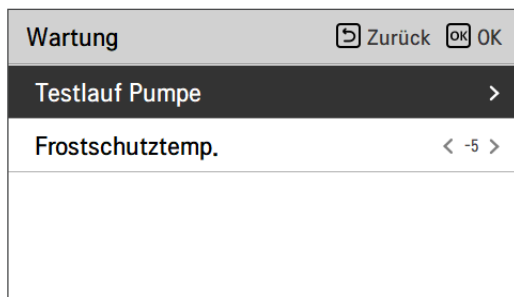 Wartung Zurück OK OK
Testlauf Pumpe >
Frostschutztemp. < -5 >